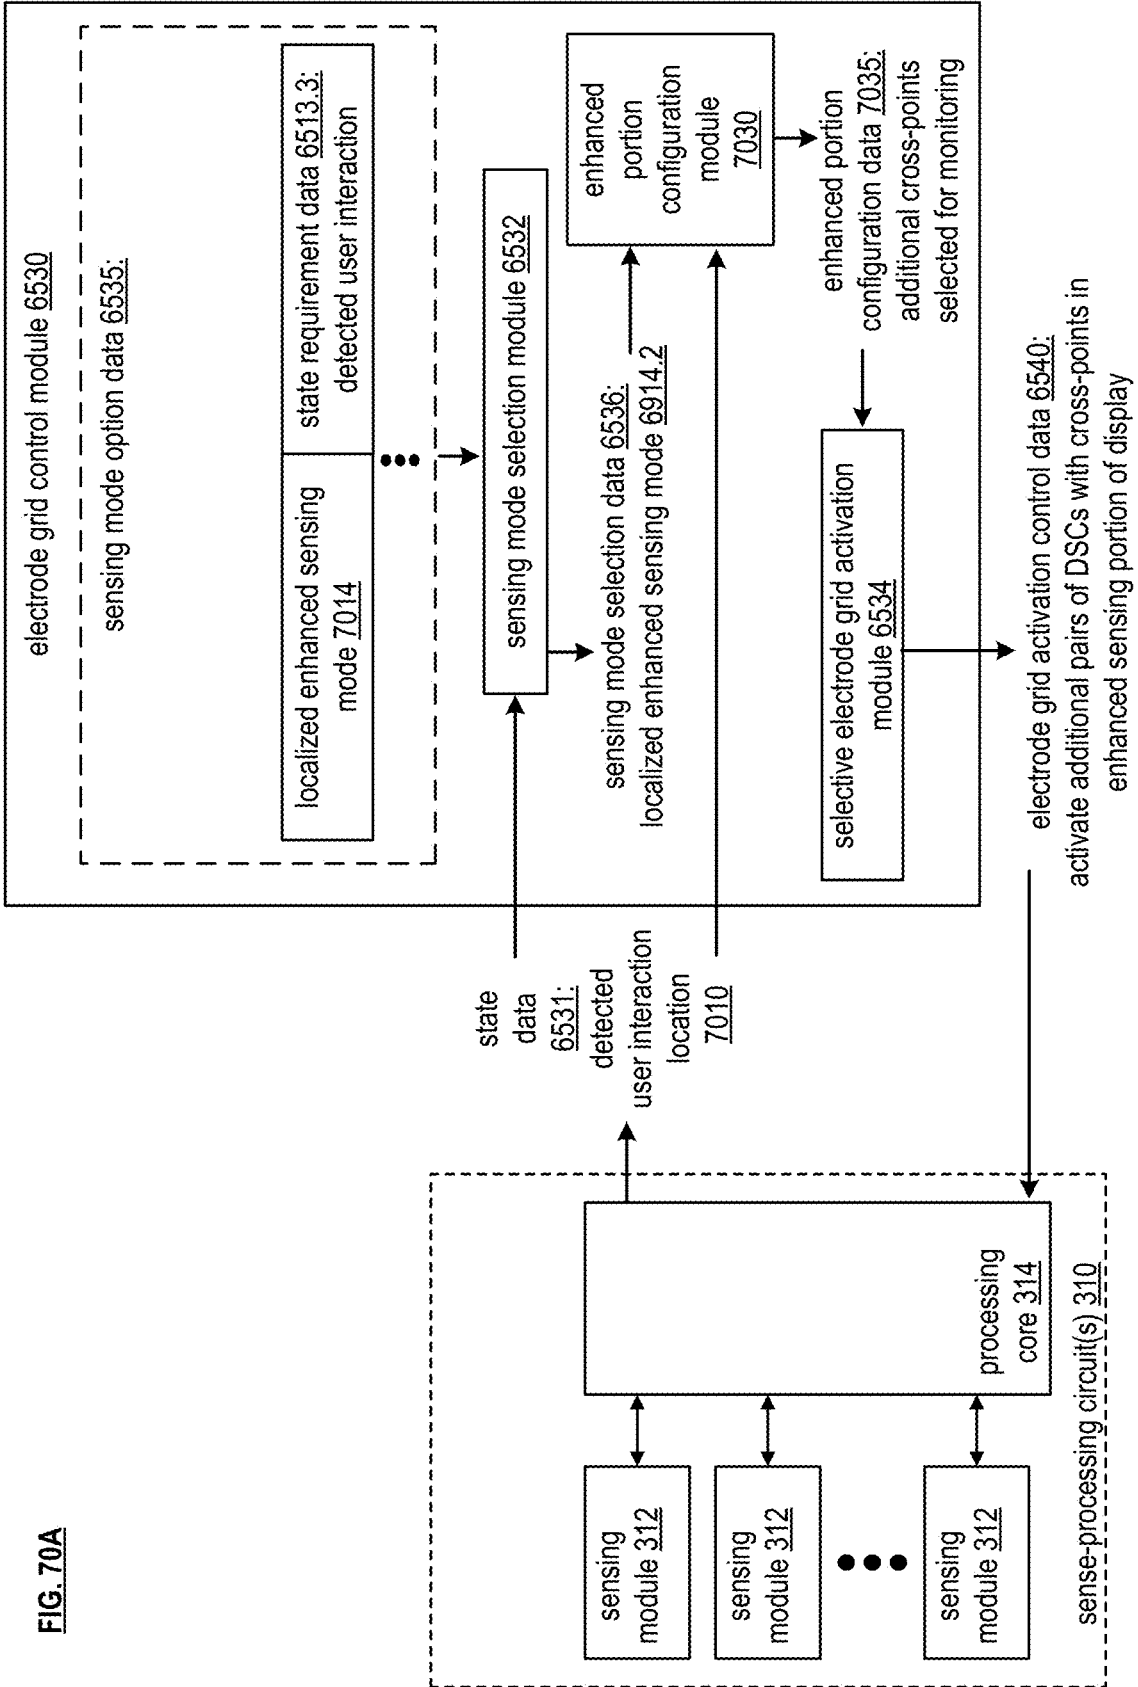 FIG. 70A
electrode grid control module 6530
sensing mode option data 6535:
localized enhanced sensing
mode 7014
state requirement data 6513.3:
detected user interaction
sensing mode selection module 6532
state
data
6531:
detected
user interaction
location
7010
sensing mode selection data 6536:
localized enhanced sensing mode 6914.2
enhanced
portion
configuration
module
7030
enhanced portion
configuration data 7035:
additional cross-points
selected for monitoring
selective electrode grid activation
module 6534
electrode grid activation control data 6540:
activate additional pairs of DSCs with cross-points in
enhanced sensing portion of display
sensing
module 312
sensing
module 312
sensing
module 312
processing
core 314
sense-processing circuit(s) 310